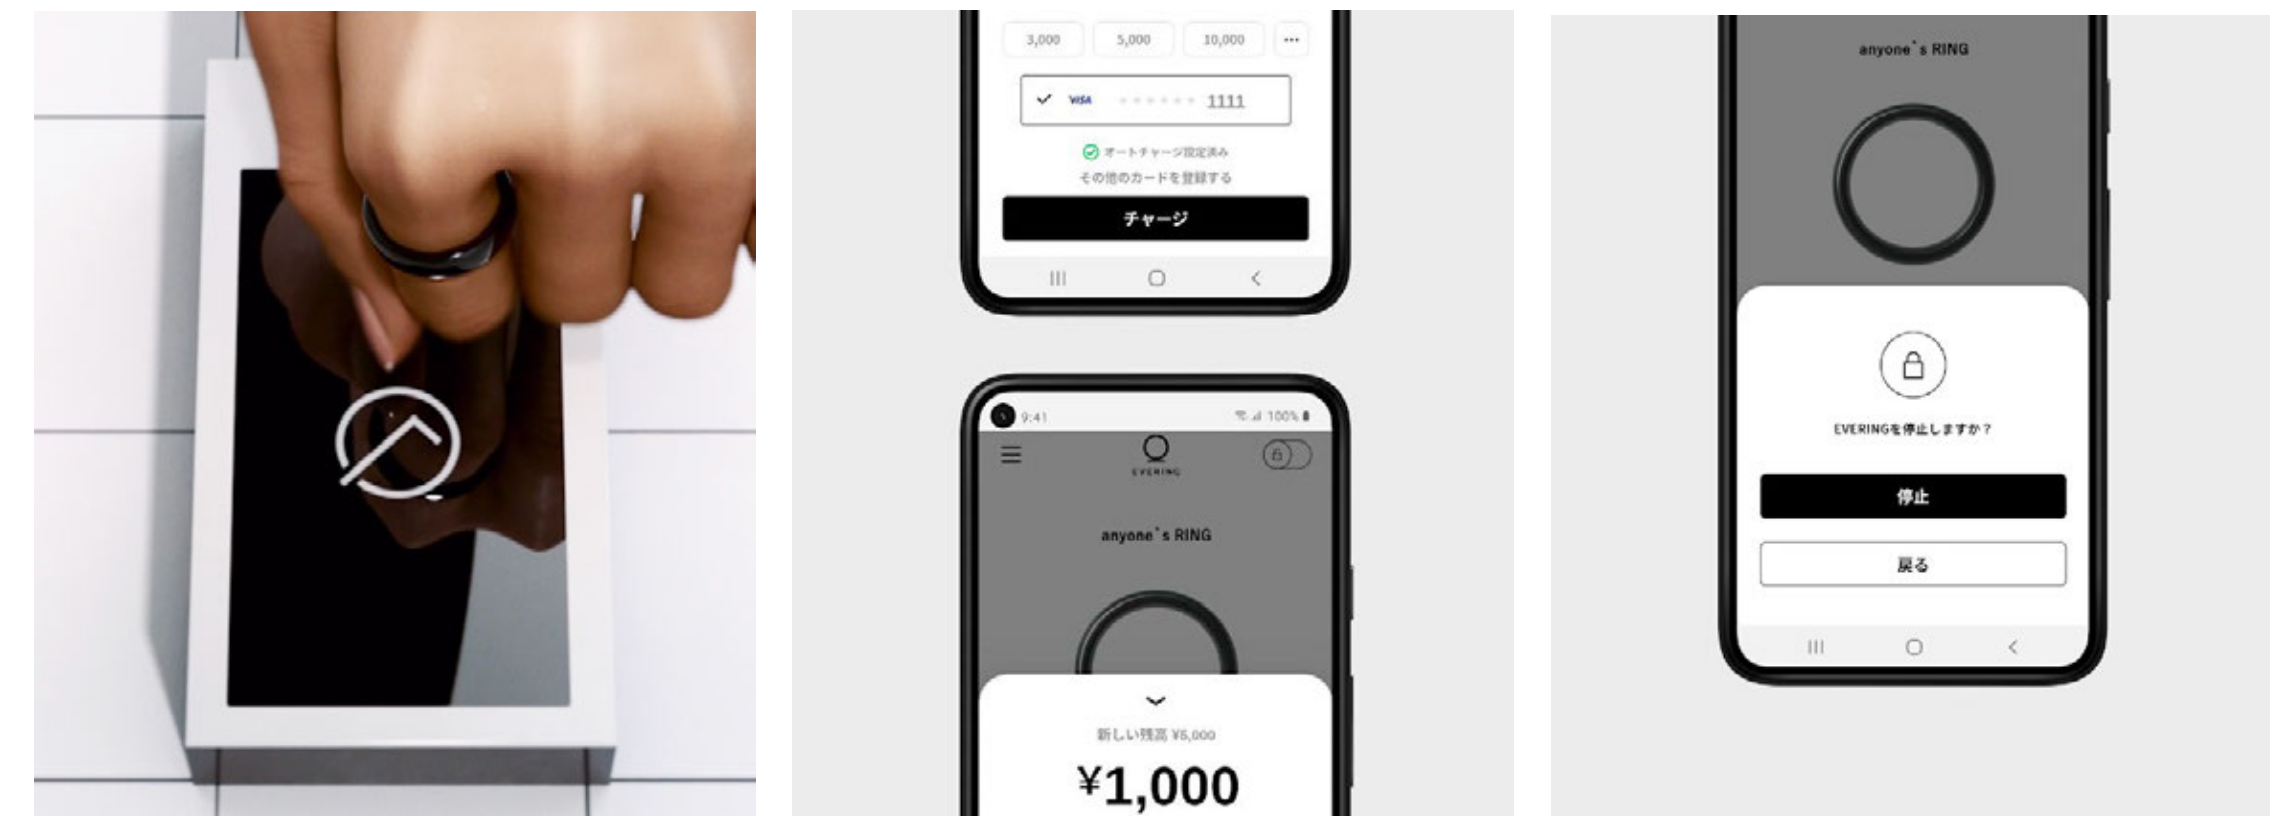 3,000 5,000 10,000 ...
VISA ****** 1111
オートチャージ設定済み
その他のカードを登録する
チャージ
9:41 100%
EVERING
anyone`s RING
新しい残高 ¥6,000
¥1,000
anyone`s RING
EVERINGを停止しますか？
停止
戻る